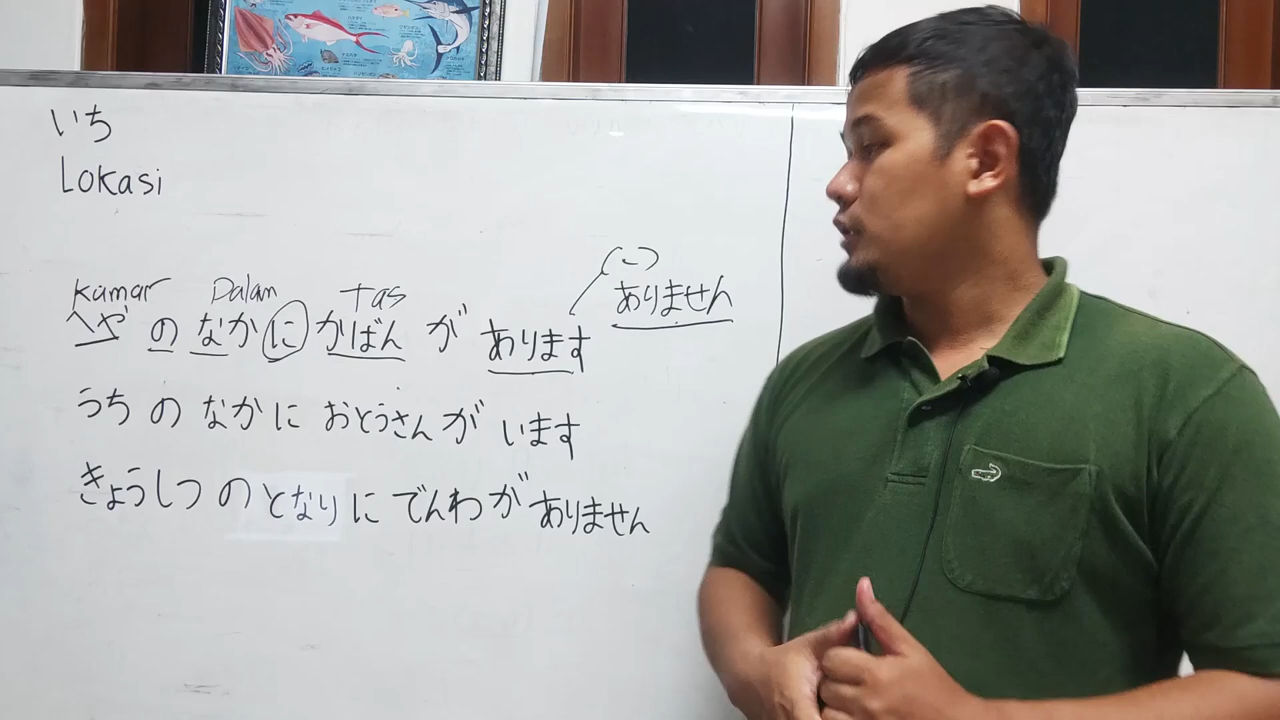 いち
Lokasi
(-)
ありません
Kamar Dalam tas
へや の なか に かばん が あります
うち の なか に おとうさん が います
きょうしつ の となり に でんわ が ありません